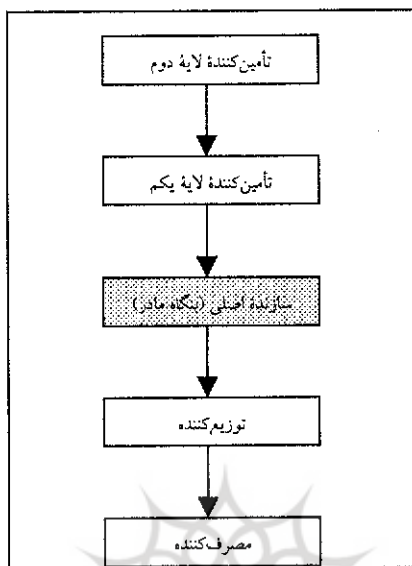 تأمین‌کنندهٔ لایهٔ دوم
تأمین‌کنندهٔ لایهٔ یکم
سازندهٔ اصلی (بنگاه مادر)
توزیع‌کننده
مصرف‌کننده